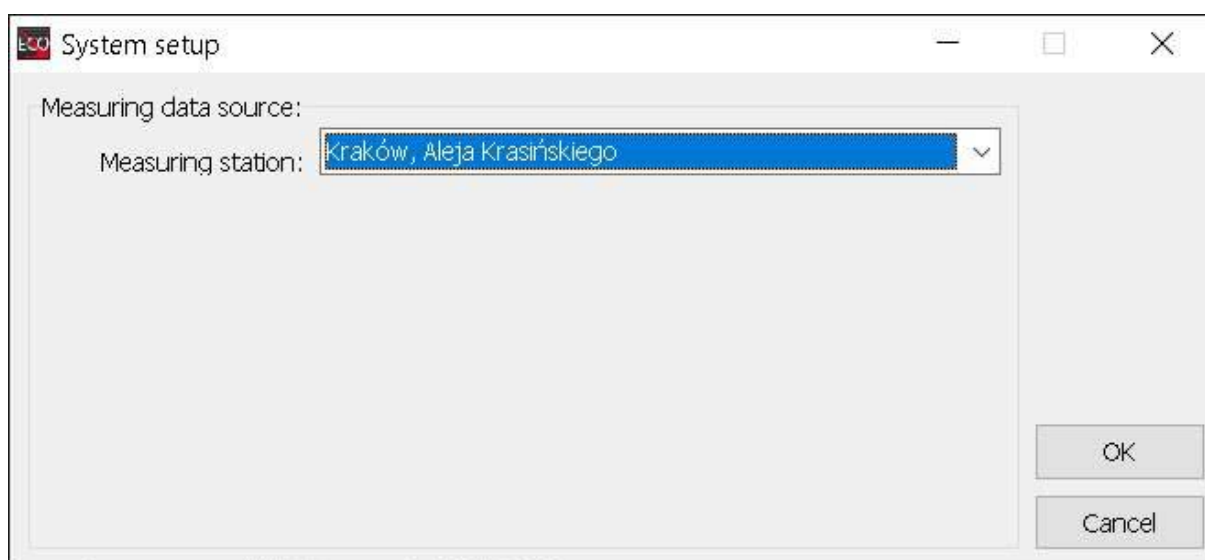 ECO System setup
Measuring data source:
Measuring station: Kraków, Aleja Krasińskiego
OK
Cancel